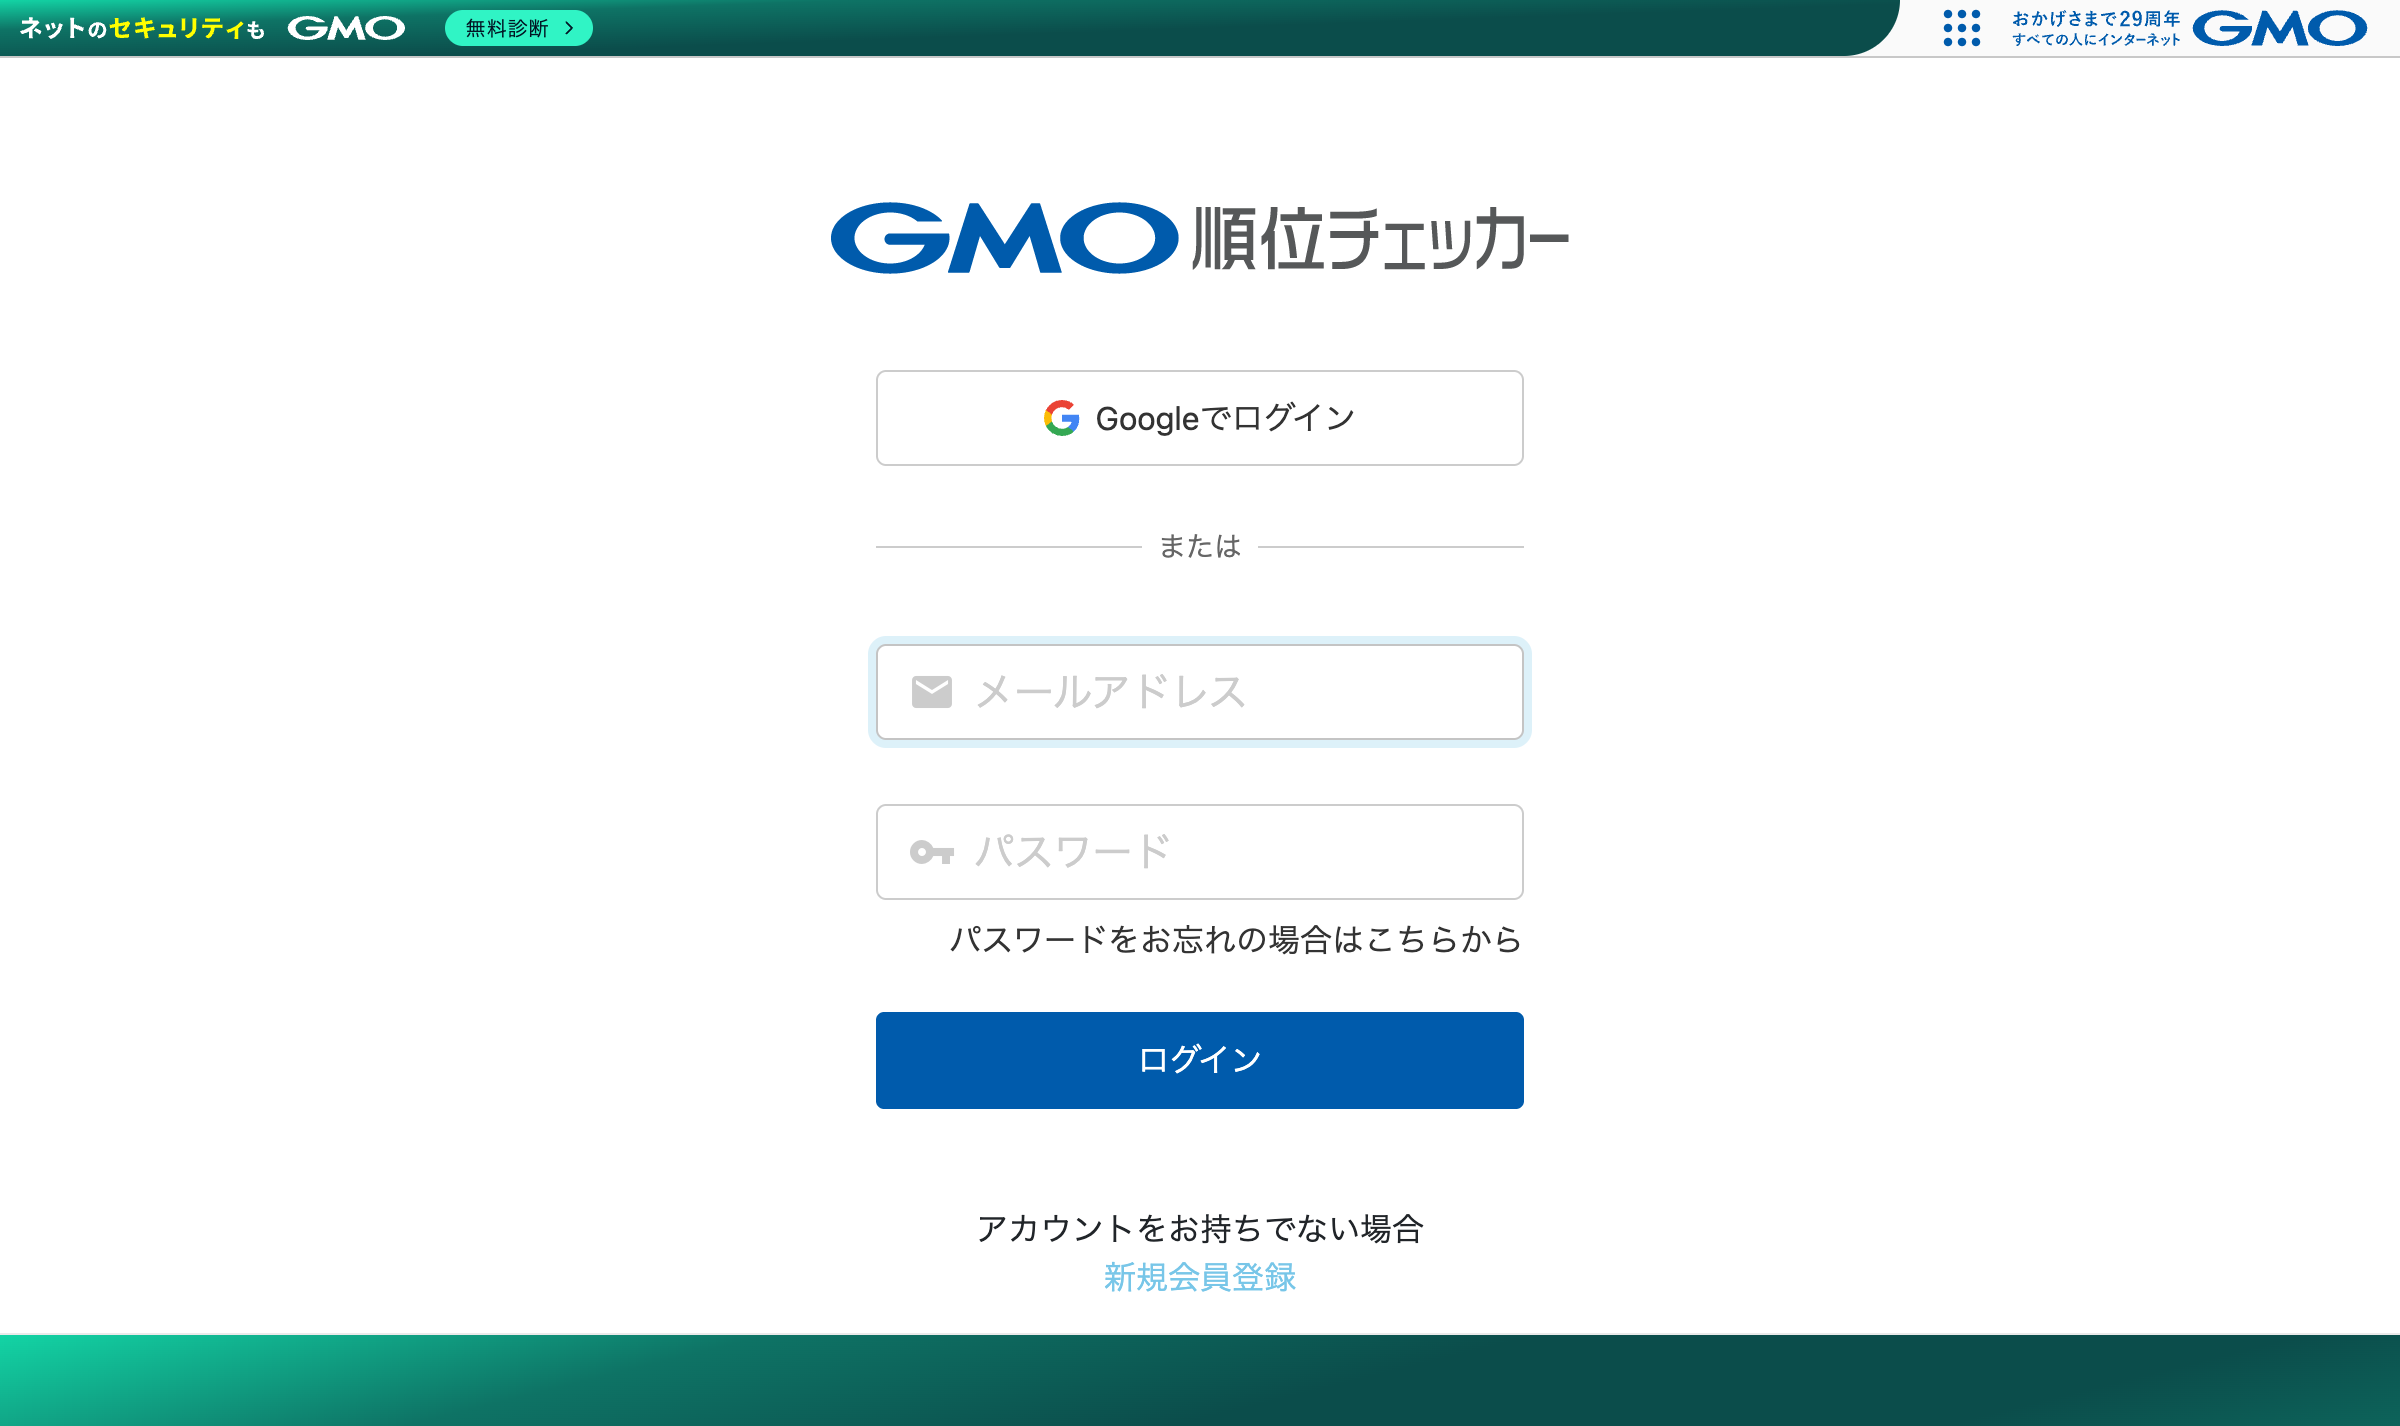 ネットのセキュリティも GMO 無料診断
おかげさまで29周年
すべての人にインターネット
GMO
GMO順位チェッカー
Googleでログイン
または
メールアドレス
パスワード
パスワードをお忘れの場合はこちらから
ログイン
アカウントをお持ちでない場合
新規会員登録